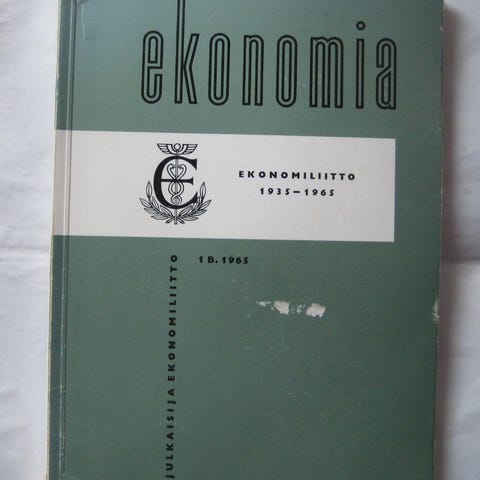 ekonomia
E
EKONOMILIITTO
1935–1965
1 B. 1965
JULKAISIJA EKONOMILIITTO